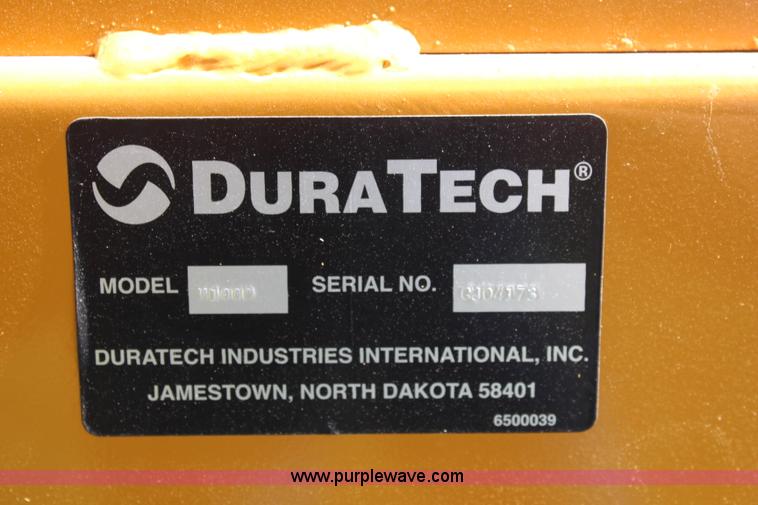 DURATECH®
MODEL
SERIAL NO.
DURATECH INDUSTRIES INTERNATIONAL, INC.
JAMESTOWN, NORTH DAKOTA 58401
6500039
www.purplewave.com